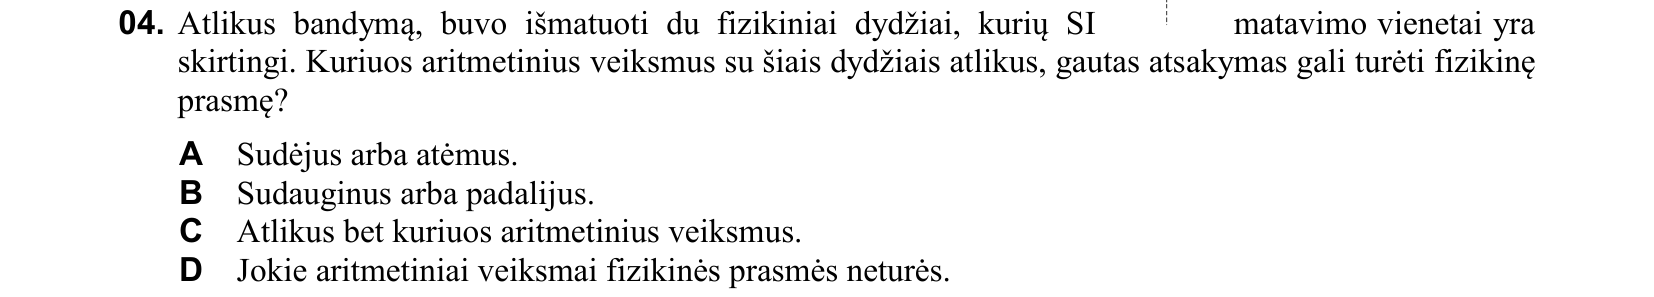 04. Atlikus bandymą, buvo išmatuoti du fizikiniai dydžiai, kurių SI matavimo vienetai yra
skirtingi. Kuriuos aritmetinius veiksmus su šiais dydžiais atlikus, gautas atsakymas gali turėti fizikinę
prasmę?
A Sudėjus arba atėmus.
B Sudauginus arba padalijus.
C Atlikus bet kuriuos aritmetinius veiksmus.
D Jokie aritmetiniai veiksmai fizikinės prasmės neturės.